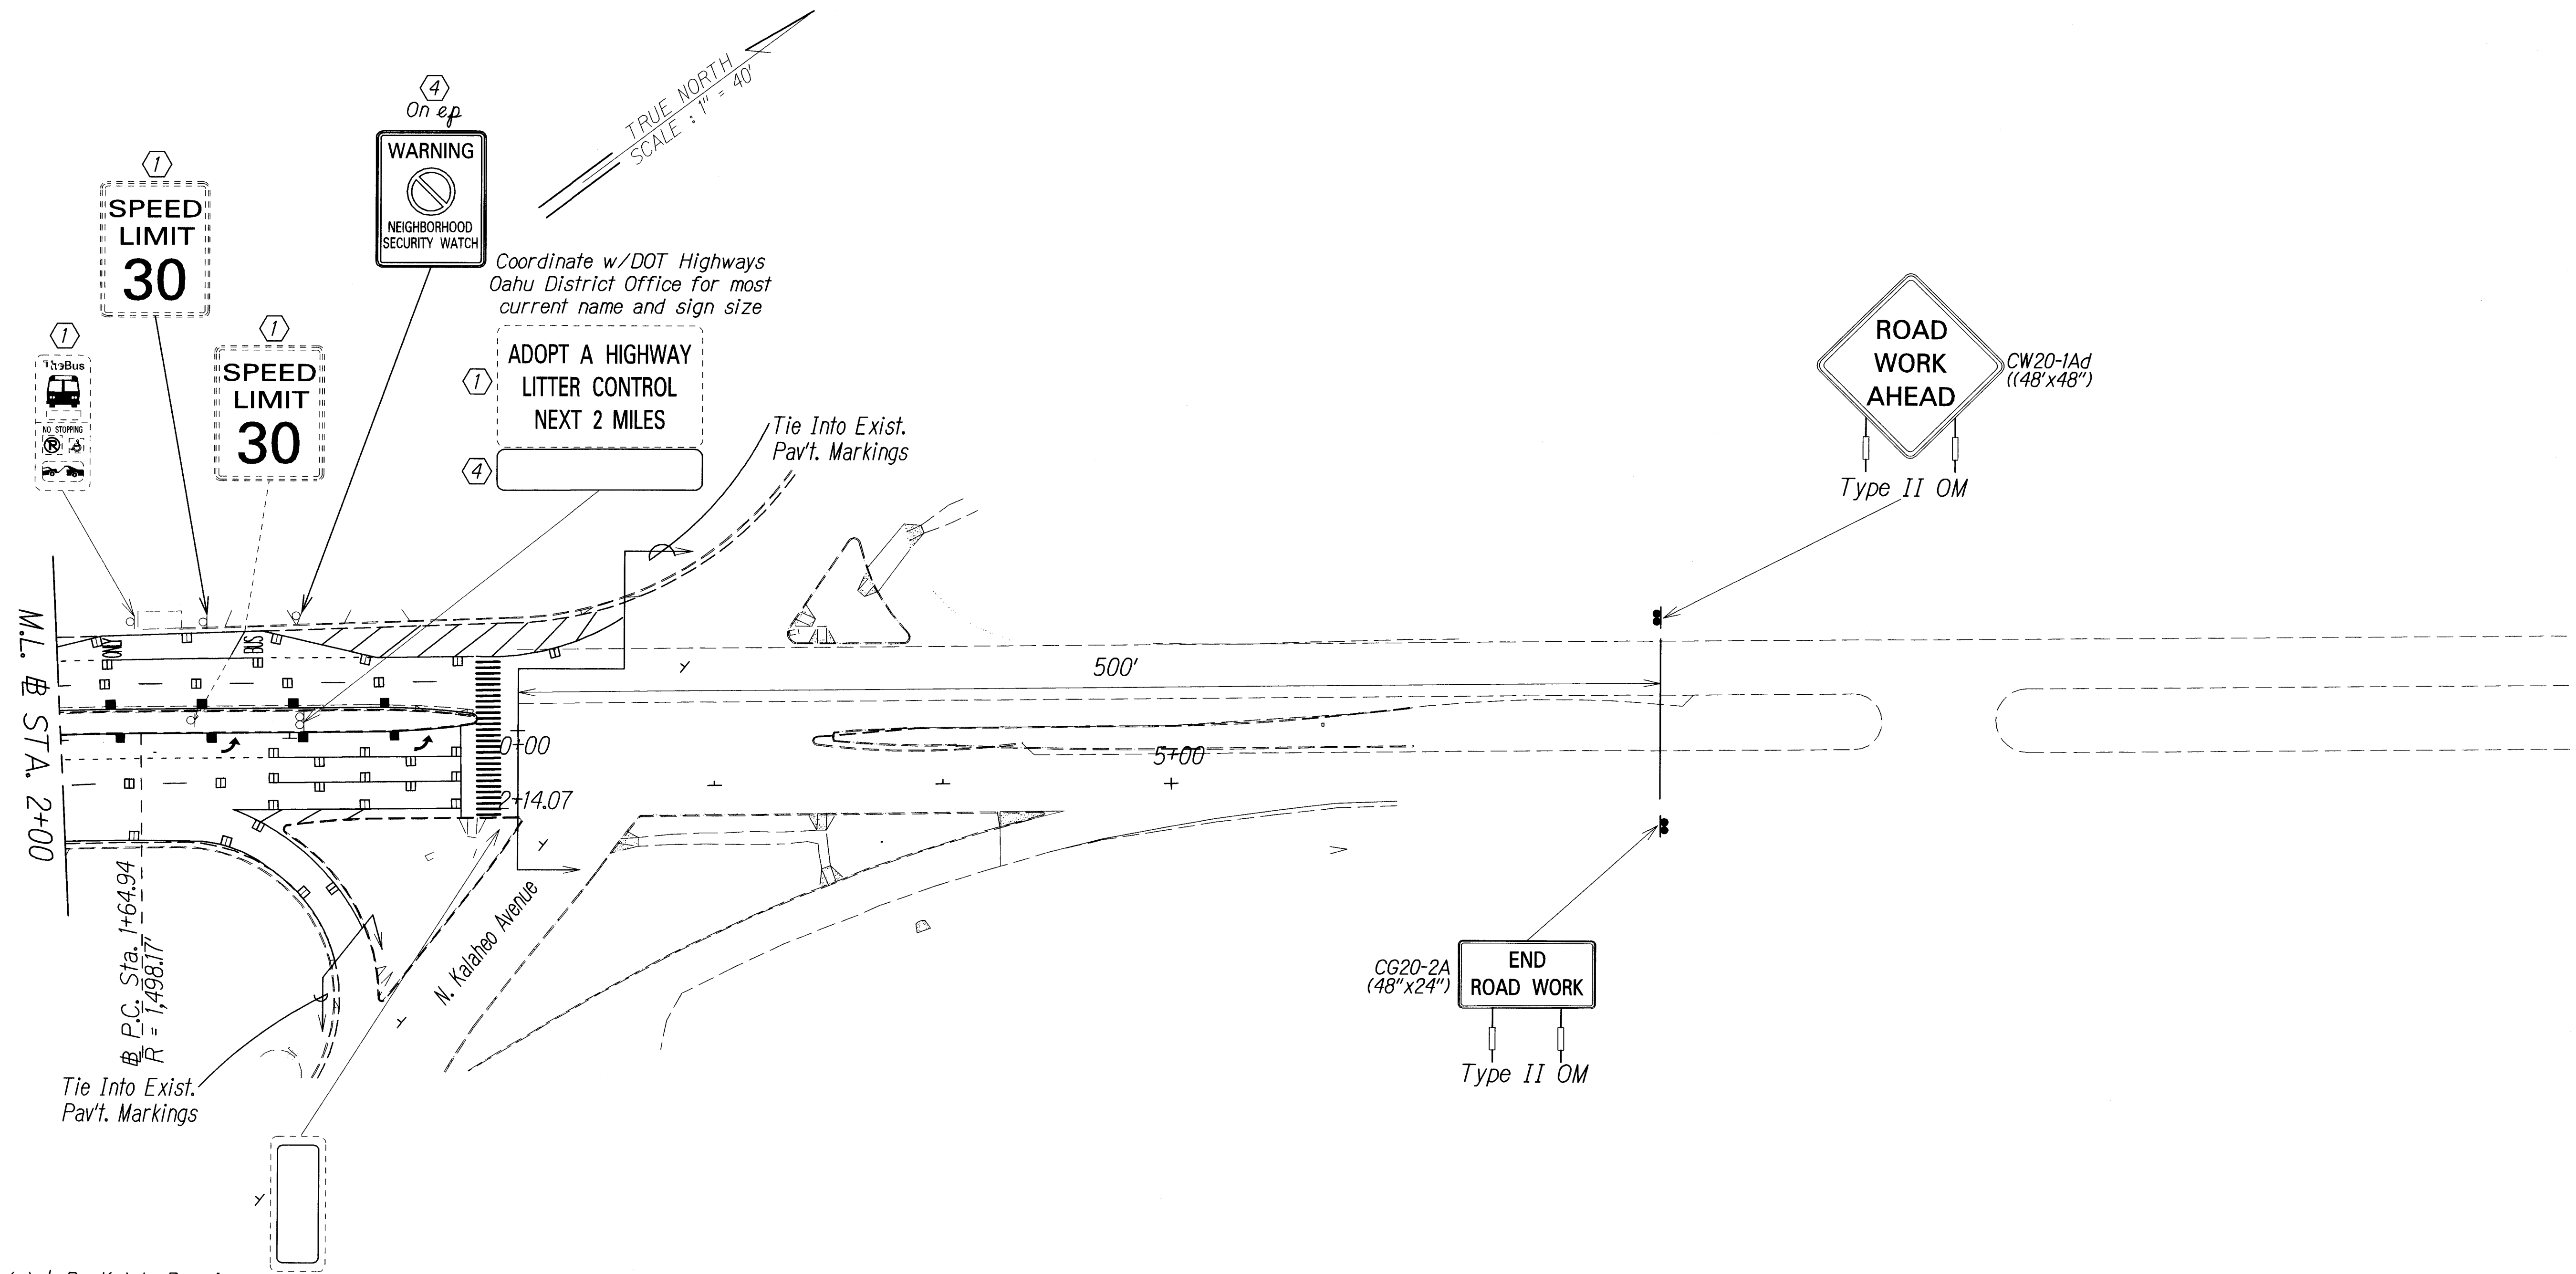 TRUE NORTH
SCALE : 1" = 40'
4
On ep
WARNING
NEIGHBORHOOD
SECURITY WATCH
1
SPEED
LIMIT
30
1
TheBus
NO STOPPING
1
SPEED
LIMIT
30
Coordinate w/DOT Highways
Oahu District Office for most
current name and sign size
1
ADOPT A HIGHWAY
LITTER CONTROL
NEXT 2 MILES
4
Tie Into Exist.
Pav't. Markings
ROAD
WORK
AHEAD
CW20-1Ad
((48'x48")
Type II OM
M.L. ⅊ STA. 2+00
ONLY
BUS
500'
0+00
5+00
2+14.07
N. Kalaheo Avenue
P.C. Sta. 1+64.94
R = 1,498.17'
Tie Into Exist.
Pav't. Markings
END
ROAD WORK
CG20-2A
(48"x24")
Type II OM